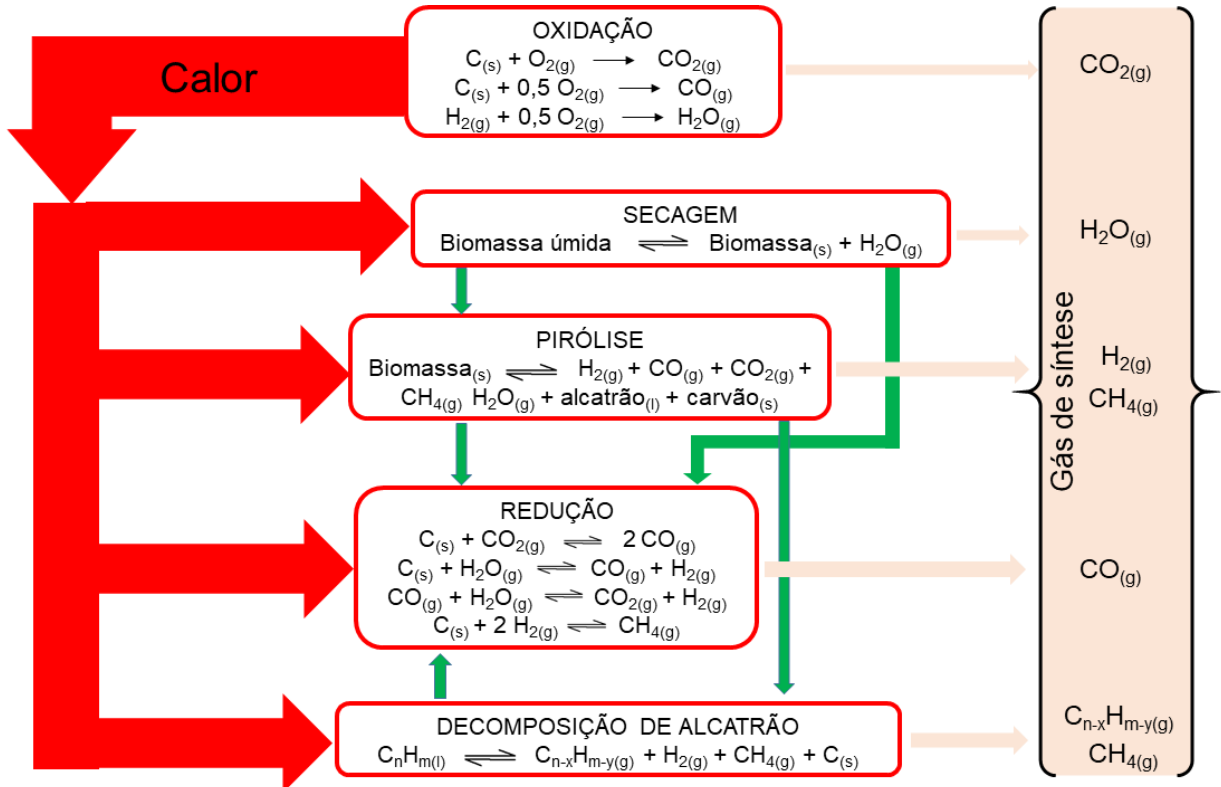 Calor
OXIDAÇÃO
C(s) + O2(g) ⟶ CO2(g)
C(s) + 0,5 O2(g) ⟶ CO(g)
H2(g) + 0,5 O2(g) ⟶ H2O(g)
SECAGEM
Biomassa úmida ⇌ Biomassa(s) + H2O(g)
PIRÓLISE
Biomassa(s) ⇌ H2(g) + CO(g) + CO2(g) +
CH4(g) H2O(g) + alcatrão(l) + carvão(s)
REDUÇÃO
C(s) + CO2(g) ⇌ 2 CO(g)
C(s) + H2O(g) ⇌ CO(g) + H2(g)
CO(g) + H2O(g) ⇌ CO2(g) + H2(g)
C(s) + 2 H2(g) ⇌ CH4(g)
DECOMPOSIÇÃO DE ALCATRÃO
CnHm(l) ⇌ Cn-xHm-y(g) + H2(g) + CH4(g) + C(s)
Gás de síntese
CO2(g)
H2O(g)
H2(g)
CH4(g)
CO(g)
Cn-xHm-y(g)
CH4(g)